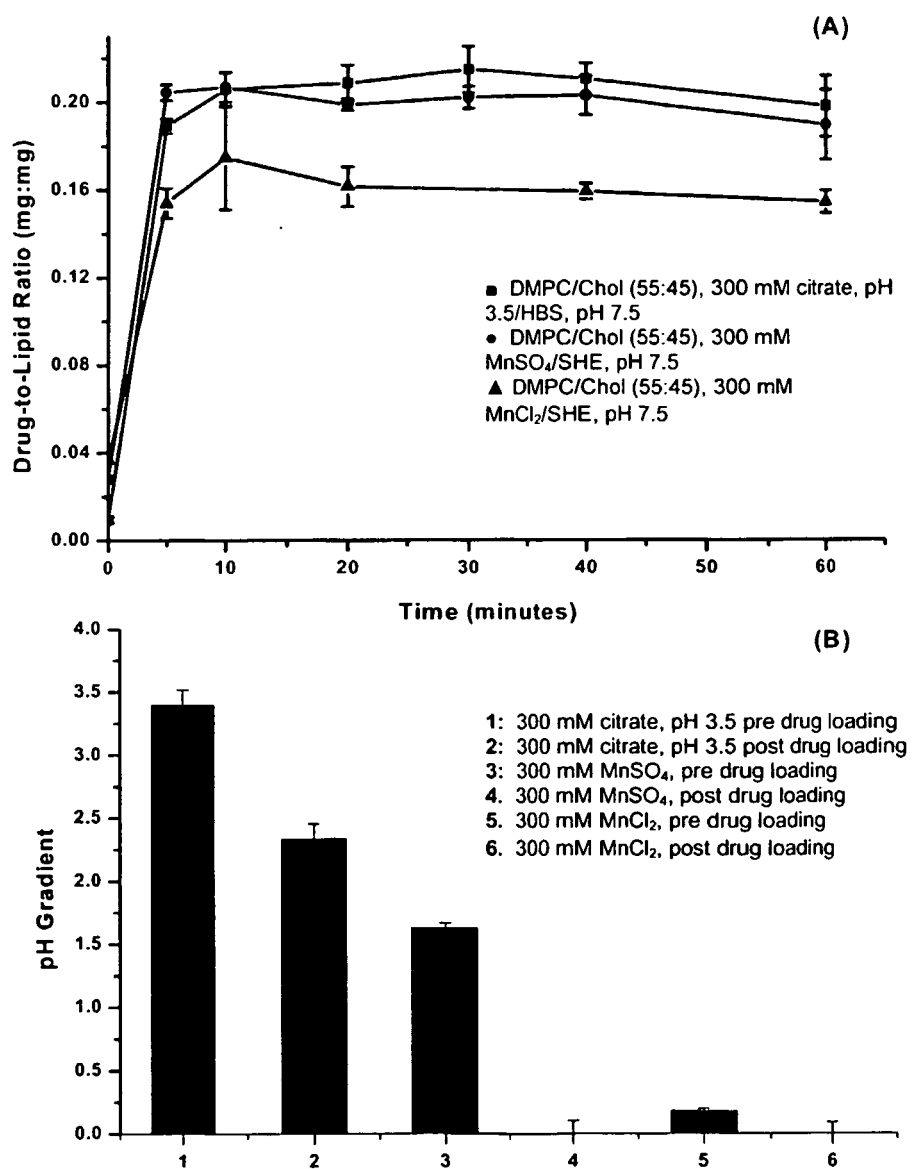 (A)
0.20
0.16
0.12
0.08
0.04
0.00
Drug-to-Lipid Ratio (mg:mg)
■ DMPC/Chol (55:45), 300 mM citrate, pH
3.5/HBS, pH 7.5
● DMPC/Chol (55:45), 300 mM
MnSO₄/SHE, pH 7.5
▲ DMPC/Chol (55:45), 300 mM
MnCl₂/SHE, pH 7.5
0 10 20 30 40 50 60
Time (minutes)
(B)
4.0
3.5
3.0
2.5
2.0
1.5
1.0
0.5
0.0
pH Gradient
1: 300 mM citrate, pH 3.5 pre drug loading
2: 300 mM citrate, pH 3.5 post drug loading
3: 300 mM MnSO₄, pre drug loading
4. 300 mM MnSO₄, post drug loading
5: 300 mM MnCl₂, pre drug loading
6. 300 mM MnCl₂, post drug loading
1 2 3 4 5 6